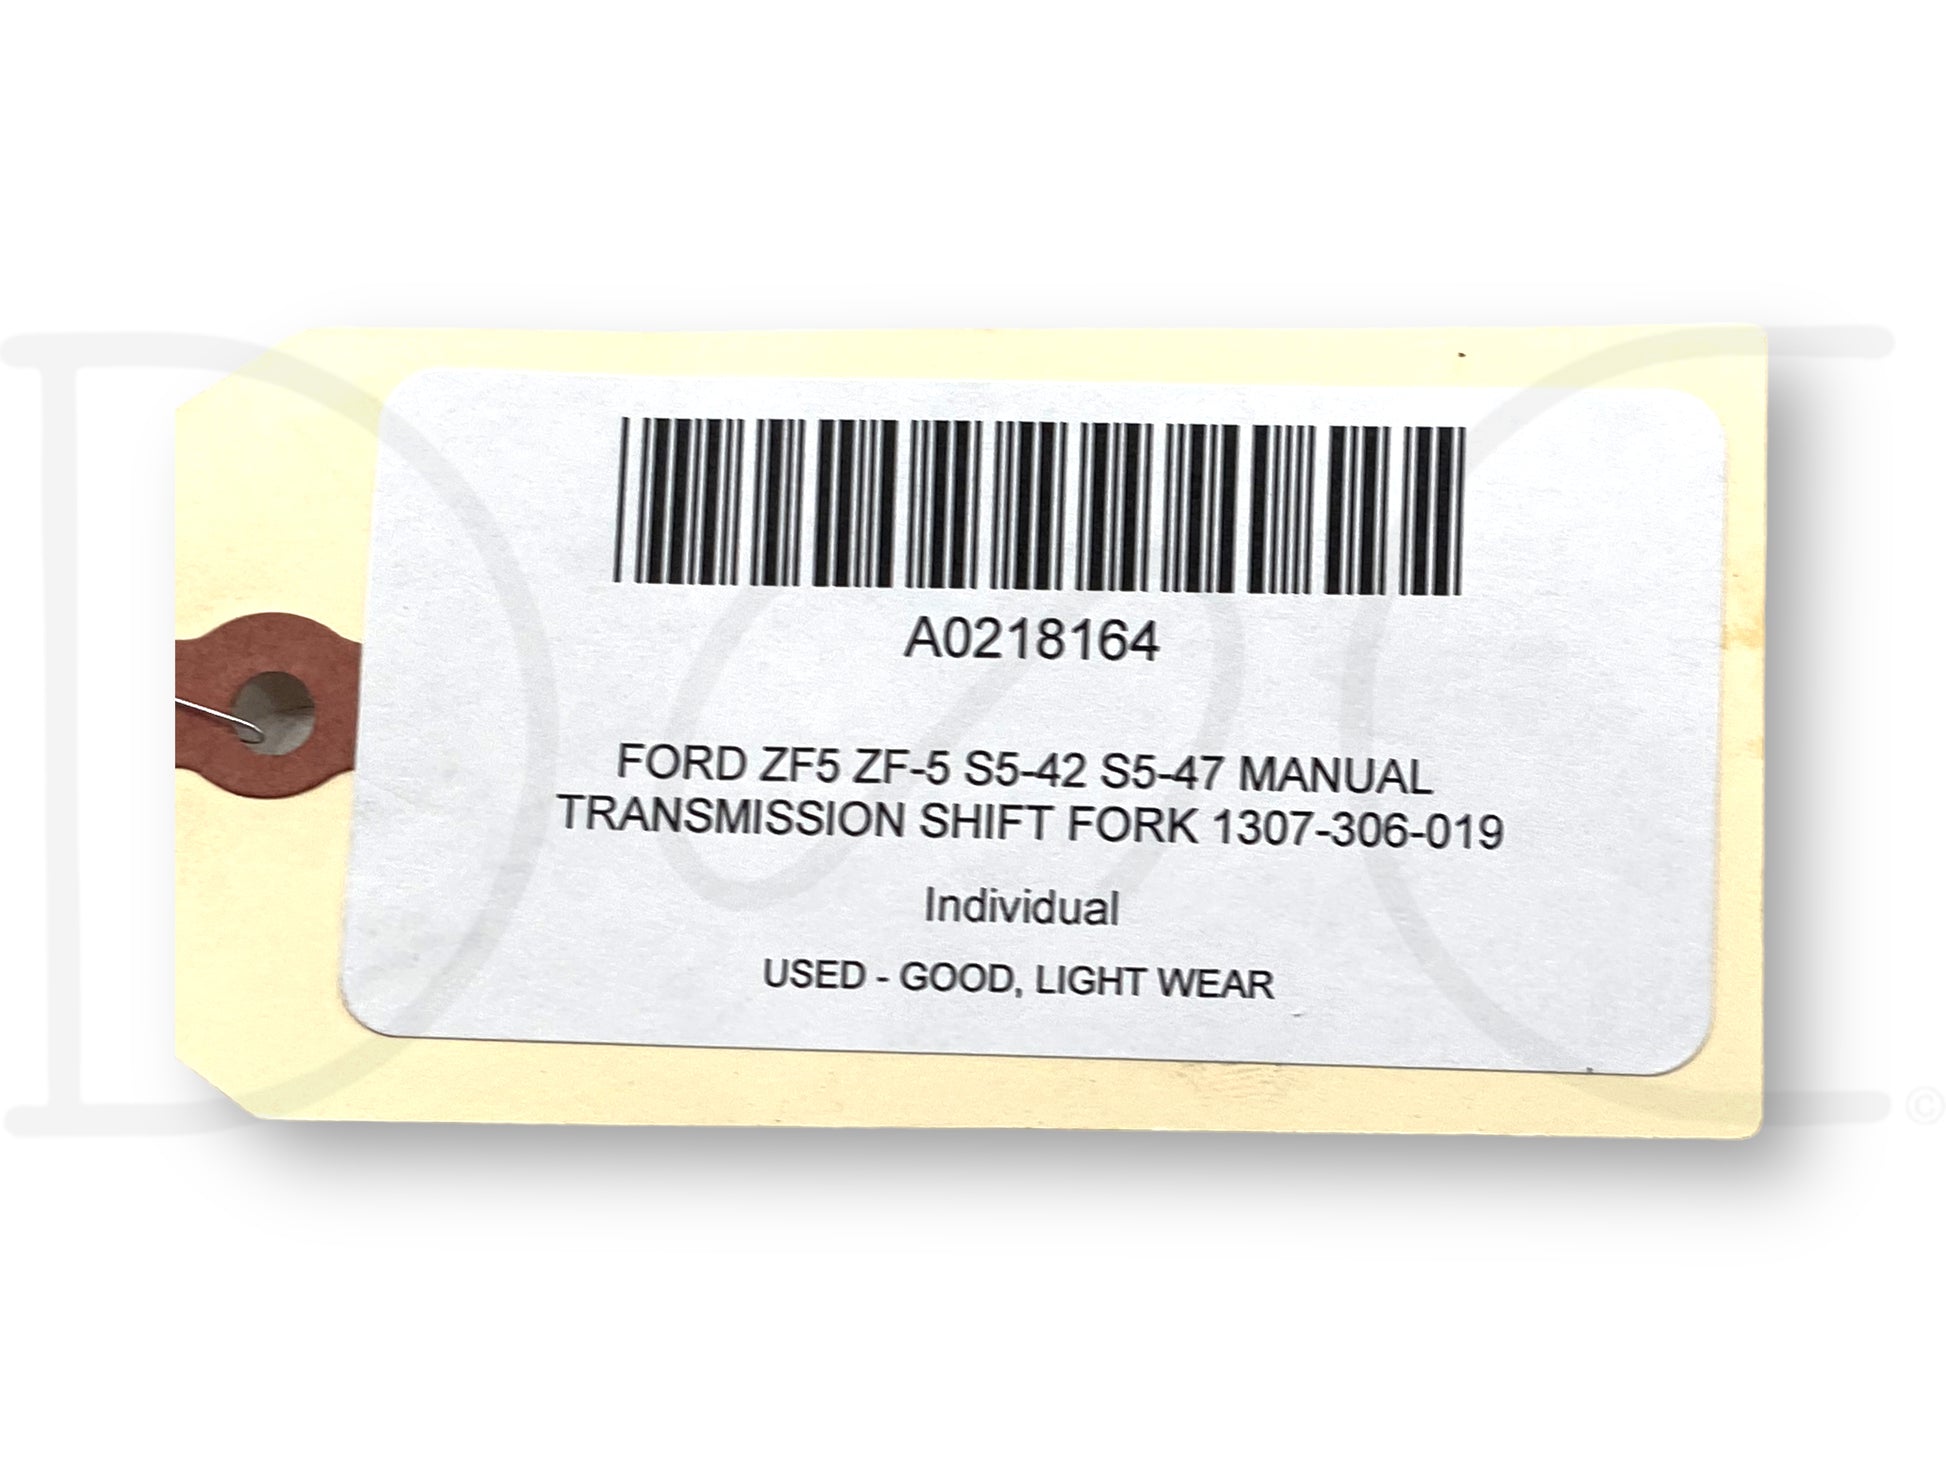 A0218164
FORD ZF5 ZF-5 S5-42 S5-47 MANUAL
TRANSMISSION SHIFT FORK 1307-306-019
Individual
USED - GOOD, LIGHT WEAR
©